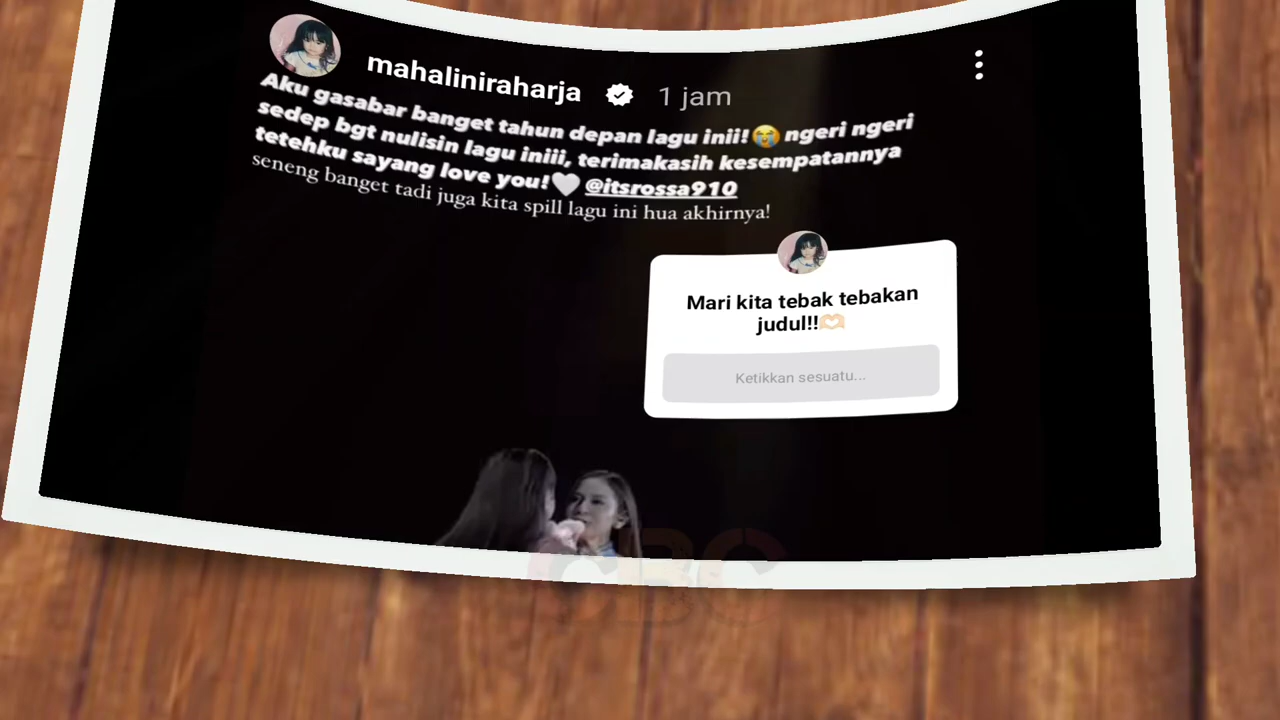 mahaliniraharja 1 jam
Aku gasabar banget tahun depan lagu inii!😭 ngeri ngeri
sedep bgt nulisin lagu iniii, terimakasih kesempatannya
tetehku sayang love you!🤍 @itsrossa910
seneng banget tadi juga kita spill lagu ini hua akhirnya!
Mari kita tebak tebakan
judul!!🫶🏻
Ketikkan sesuatu...
CBC